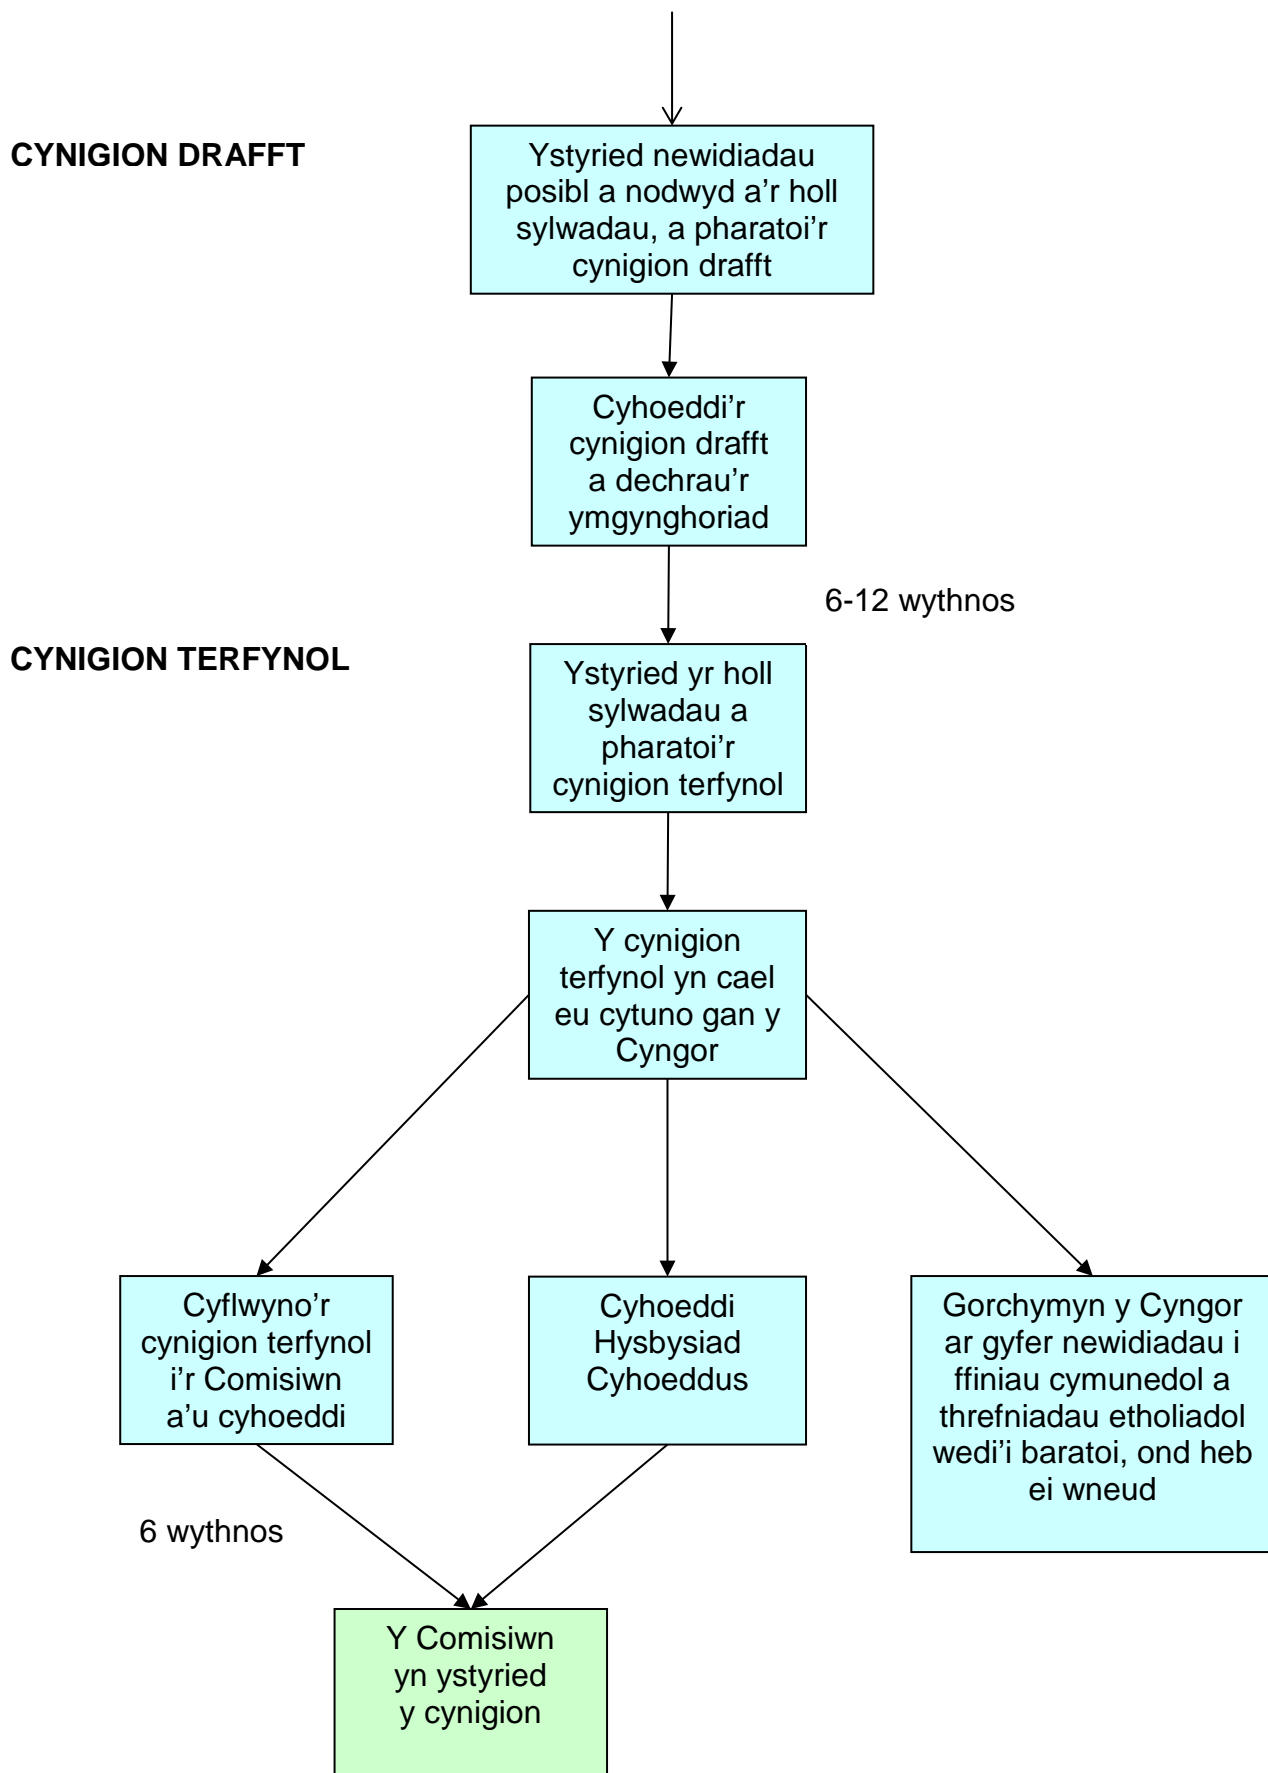 CYNIGION DRAFFT
Ystyried newidiadau
posibl a nodwyd a’r holl
sylwadau, a pharatoi’r
cynigion drafft
Cyhoeddi’r
cynigion drafft
a dechrau’r
ymgynghoriad
6-12 wythnos
CYNIGION TERFYNOL
Ystyried yr holl
sylwadau a
pharatoi’r
cynigion terfynol
Y cynigion
terfynol yn cael
eu cytuno gan y
Cyngor
Cyflwyno’r
cynigion terfynol
i’r Comisiwn
a’u cyhoeddi
Cyhoeddi
Hysbysiad
Cyhoeddus
Gorchymyn y Cyngor
ar gyfer newidiadau i
ffiniau cymunedol a
threfniadau etholiadol
wedi’i baratoi, ond heb
ei wneud
6 wythnos
Y Comisiwn
yn ystyried
y cynigion